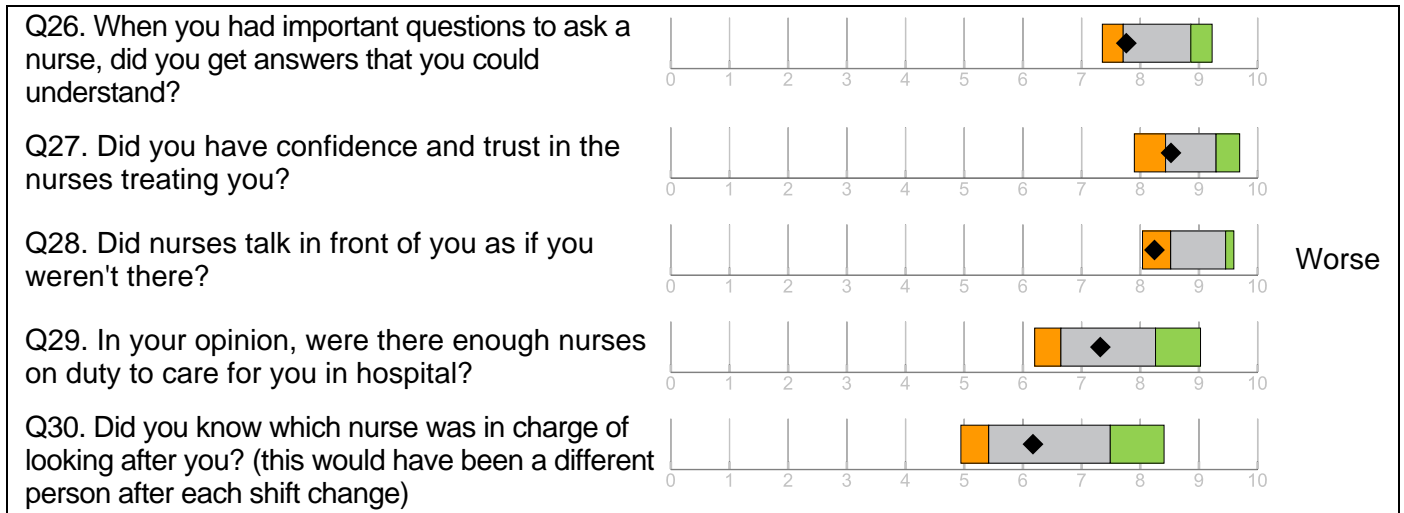 Q26. When you had important questions to ask a
nurse, did you get answers that you could
understand?
0 1 2 3 4 5 6 7 8 9 10
Q27. Did you have confidence and trust in the
nurses treating you?
0 1 2 3 4 5 6 7 8 9 10
Q28. Did nurses talk in front of you as if you
weren't there?
Worse
0 1 2 3 4 5 6 7 8 9 10
Q29. In your opinion, were there enough nurses
on duty to care for you in hospital?
0 1 2 3 4 5 6 7 8 9 10
Q30. Did you know which nurse was in charge of
looking after you? (this would have been a different
person after each shift change)
0 1 2 3 4 5 6 7 8 9 10